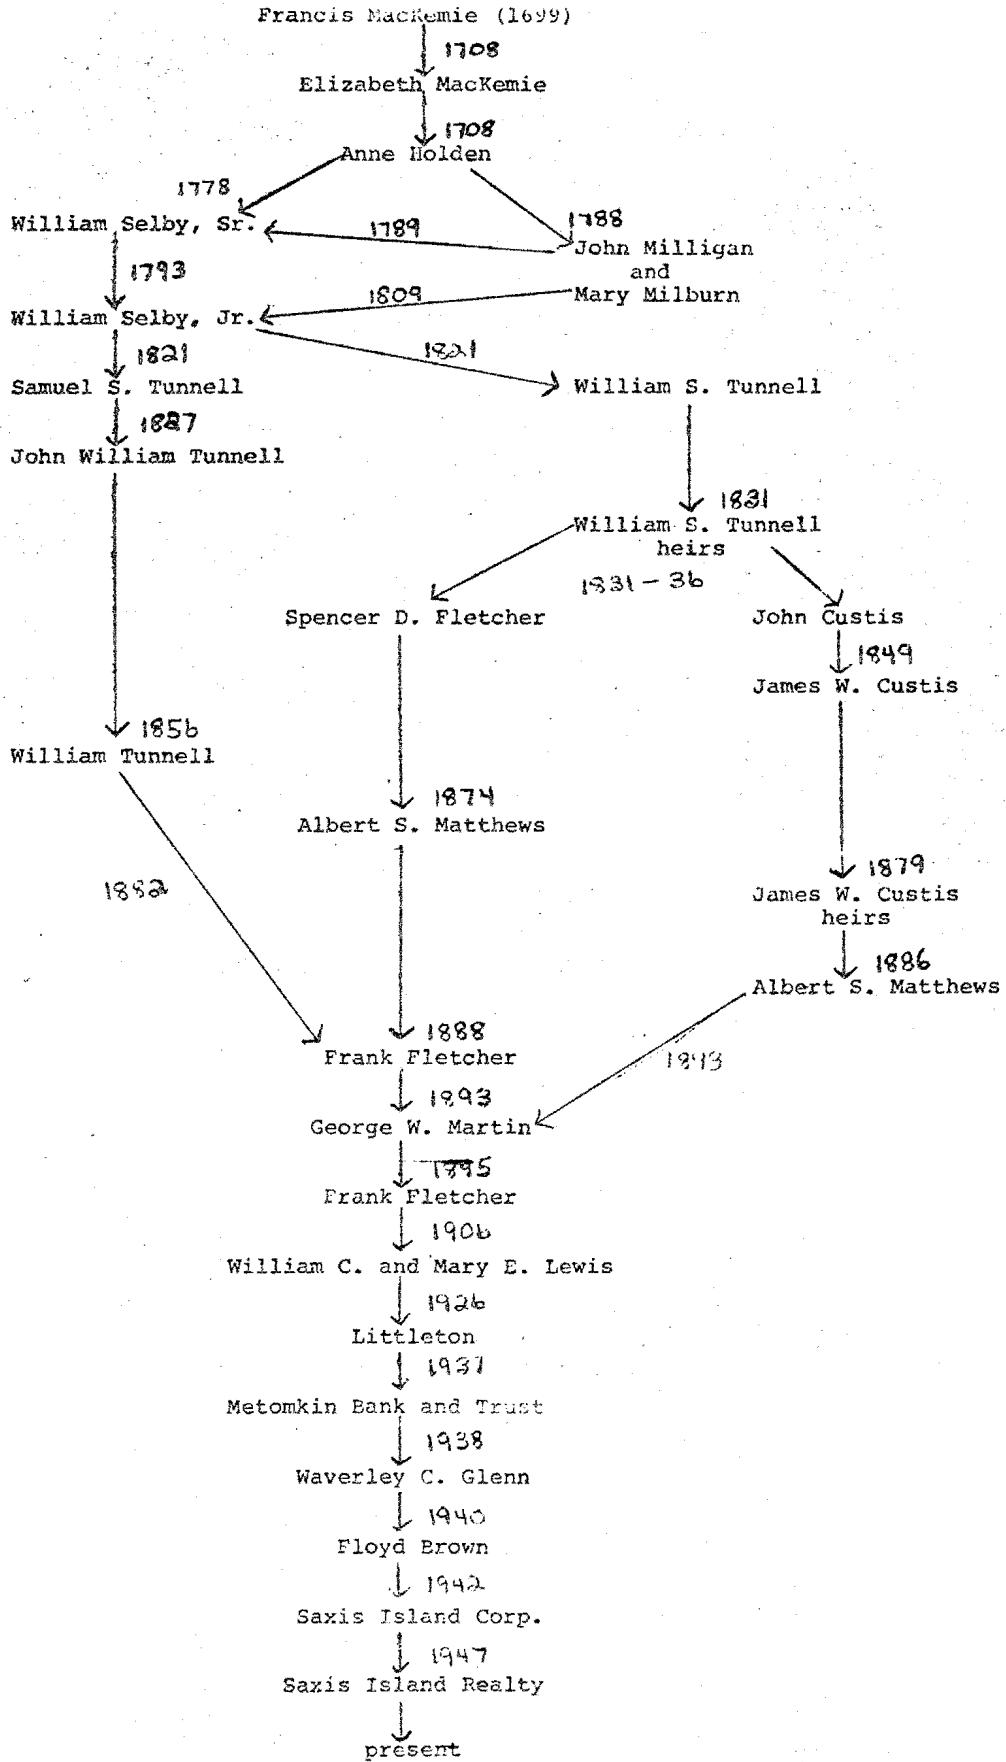 Francis MacKemie (1699)
1708
Elizabeth MacKemie
1708
Anne Holden
1778
1788
William Selby, Sr.
1789
John Milligan
and
Mary Milburn
1793
1809
William Selby, Jr.
1821
1821
Samuel S. Tunnell
William S. Tunnell
1827
John William Tunnell
1831
William S. Tunnell
heirs
1831-36
Spencer D. Fletcher
John Custis
1849
James W. Custis
1856
William Tunnell
1874
Albert S. Matthews
1879
James W. Custis
heirs
1882
1886
Albert S. Matthews
1888
Frank Fletcher
1893
1893
George W. Martin
1895
Frank Fletcher
1906
William C. and Mary E. Lewis
1926
Littleton
1937
Metomkin Bank and Trust
1938
Waverley C. Glenn
1940
Floyd Brown
1942
Saxis Island Corp.
1947
Saxis Island Realty
present